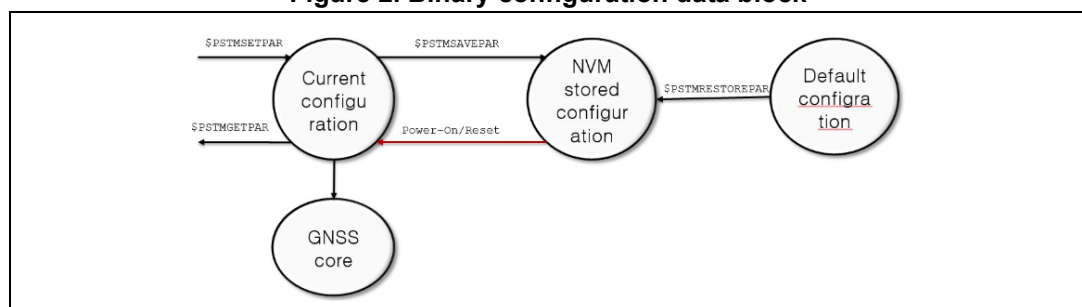 Figure 2. Binary configuration data block
$PSTMSETPAR
$PSTMSAVEPAR
Current
configu
ration
NVM
stored
configur
ation
Default
configra
tion
$PSTMRESTOREPAR
$PSTMGETPAR
Power-On/Reset
GNSS
core